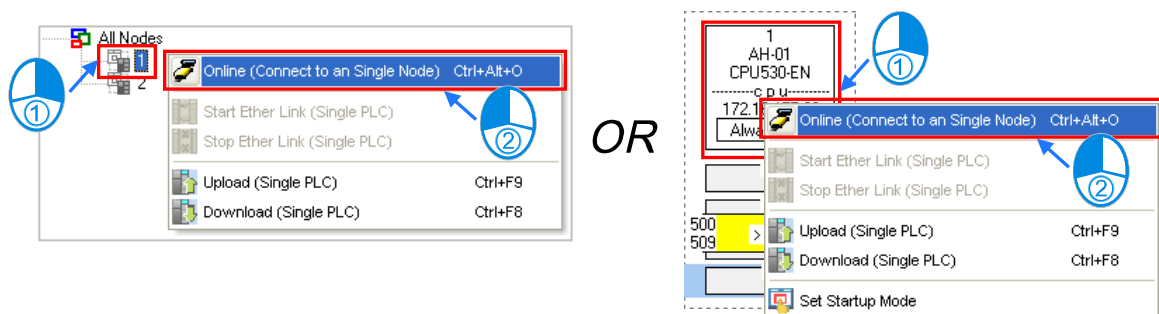 All Nodes
1
2
①
Online (Connect to an Single Node) Ctrl+Alt+O
Start Ether Link (Single PLC)
Stop Ether Link (Single PLC)
②
Upload (Single PLC) Ctrl+F9
Download (Single PLC) Ctrl+F8
OR
1
AH-01
CPU530-EN
--------c p u--------
①
Online (Connect to an Single Node) Ctrl+Alt+O
Start Ether Link (Single PLC)
Stop Ether Link (Single PLC)
②
500
509
>
Upload (Single PLC) Ctrl+F9
Download (Single PLC) Ctrl+F8
Set Startup Mode